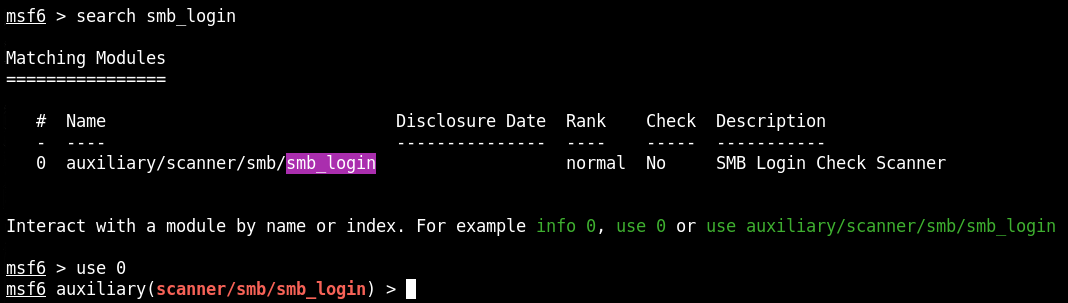 msf6 > search smb_login
Matching Modules
================
#  Name                             Disclosure Date  Rank    Check  Description
-  ----                             ---------------  ----    -----  -----------
0  auxiliary/scanner/smb/smb_login                   normal  No     SMB Login Check Scanner
Interact with a module by name or index. For example info 0, use 0 or use auxiliary/scanner/smb/smb_login
msf6 > use 0
msf6 auxiliary(scanner/smb/smb_login) >